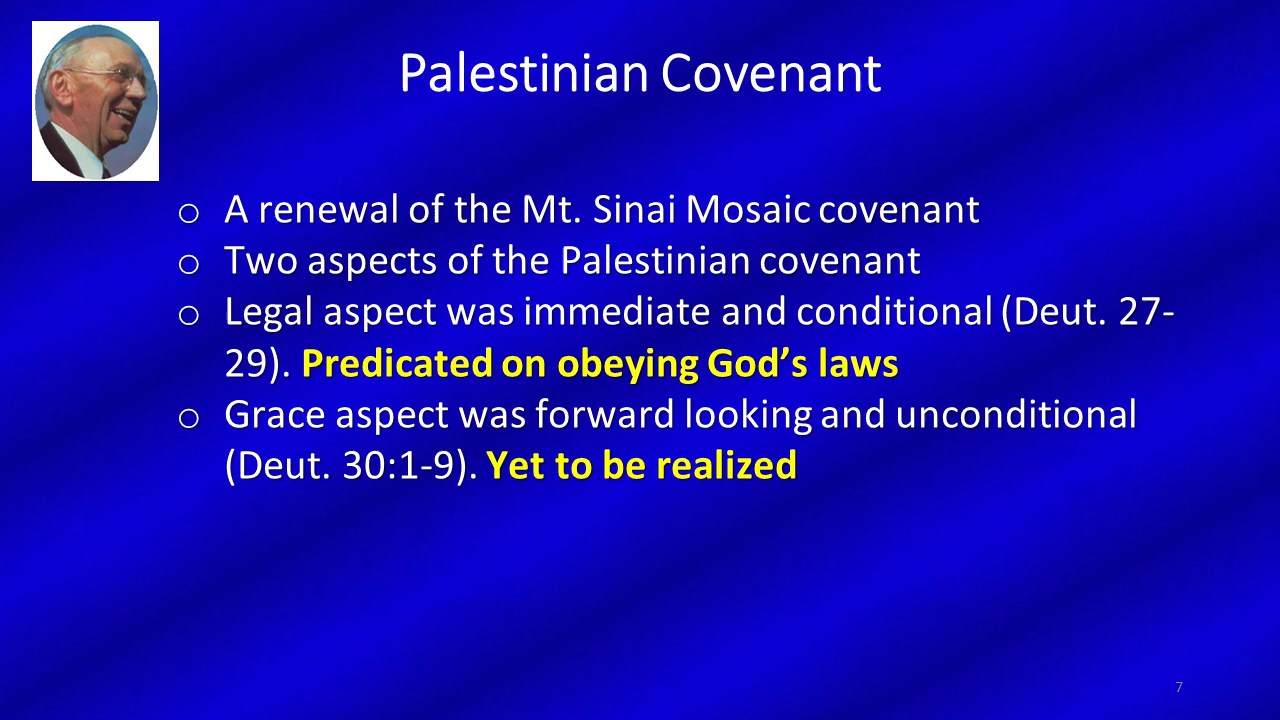 Palestinian Covenant
o A renewal of the Mt. Sinai Mosaic covenant
o Two aspects of the Palestinian covenant
o Legal aspect was immediate and conditional (Deut. 27-
29). Predicated on obeying God’s laws
o Grace aspect was forward looking and unconditional
(Deut. 30:1-9). Yet to be realized
7